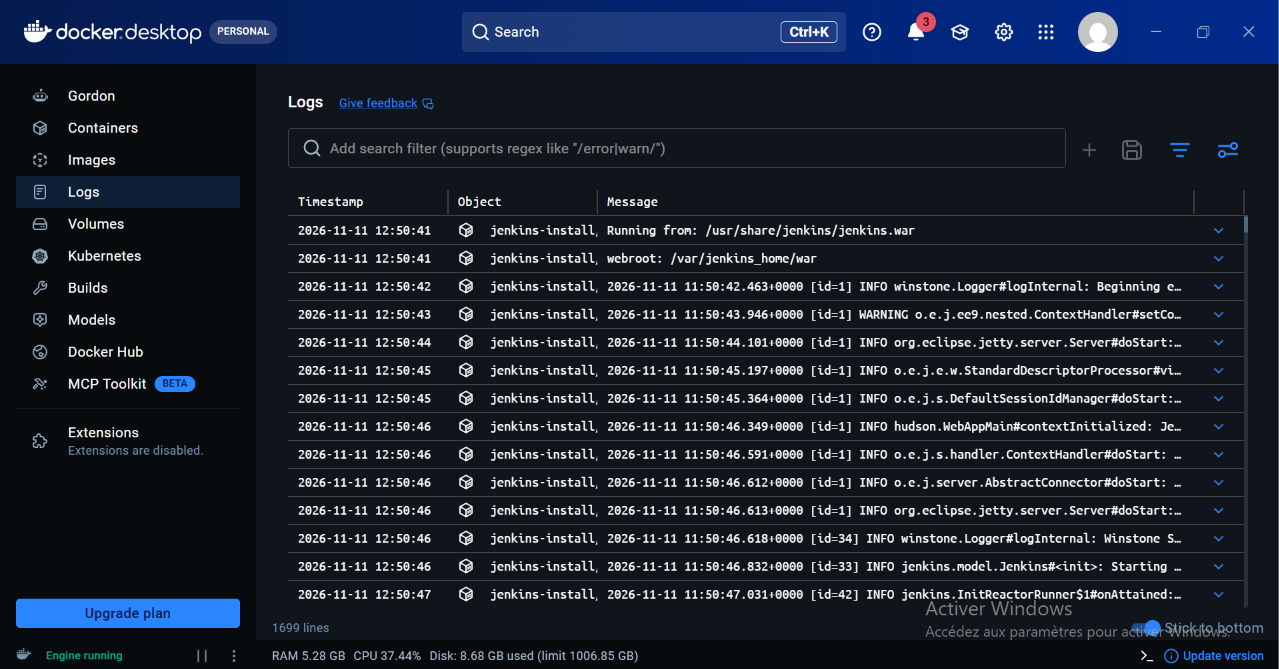 docker.desktop PERSONAL Search Ctrl+K 3
Gordon
Containers
Images
Logs
Volumes
Kubernetes
Builds
Models
Docker Hub
MCP Toolkit BETA
Extensions
Extensions are disabled.
Upgrade plan
Logs Give feedback
Add search filter (supports regex like "/error|warn/")
Timestamp Object Message
2026-11-11 12:50:41 jenkins-install, Running from: /usr/share/jenkins/jenkins.war
2026-11-11 12:50:41 jenkins-install, webroot: /var/jenkins_home/war
2026-11-11 12:50:42 jenkins-install, 2026-11-11 11:50:42.463+0000 [id=1] INFO winstone.Logger#logInternal: Beginning e…
2026-11-11 12:50:43 jenkins-install, 2026-11-11 11:50:43.946+0000 [id=1] WARNING o.e.j.ee9.nested.ContextHandler#setCo…
2026-11-11 12:50:44 jenkins-install, 2026-11-11 11:50:44.101+0000 [id=1] INFO org.eclipse.jetty.server.Server#doStart:…
2026-11-11 12:50:45 jenkins-install, 2026-11-11 11:50:45.197+0000 [id=1] INFO o.e.j.e.w.StandardDescriptorProcessor#vi…
2026-11-11 12:50:45 jenkins-install, 2026-11-11 11:50:45.364+0000 [id=1] INFO o.e.j.s.DefaultSessionIdManager#doStart:…
2026-11-11 12:50:46 jenkins-install, 2026-11-11 11:50:46.349+0000 [id=1] INFO hudson.WebAppMain#contextInitialized: Je…
2026-11-11 12:50:46 jenkins-install, 2026-11-11 11:50:46.591+0000 [id=1] INFO o.e.j.s.handler.ContextHandler#doStart: …
2026-11-11 12:50:46 jenkins-install, 2026-11-11 11:50:46.612+0000 [id=1] INFO o.e.j.server.AbstractConnector#doStart: …
2026-11-11 12:50:46 jenkins-install, 2026-11-11 11:50:46.613+0000 [id=1] INFO org.eclipse.jetty.server.Server#doStart:…
2026-11-11 12:50:46 jenkins-install, 2026-11-11 11:50:46.618+0000 [id=34] INFO winstone.Logger#logInternal: Winstone S…
2026-11-11 12:50:46 jenkins-install, 2026-11-11 11:50:46.832+0000 [id=33] INFO jenkins.model.Jenkins#<init>: Starting …
2026-11-11 12:50:47 jenkins-install, 2026-11-11 11:50:47.031+0000 [id=42] INFO jenkins.InitReactorRunner$1#onAttained:…
Activer Windows
Accédez aux paramètres pour activer Windows.
1699 lines Stick to bottom
Engine running RAM 5.28 GB CPU 37.44% Disk: 8.68 GB used (limit 1006.85 GB) >_ Update version